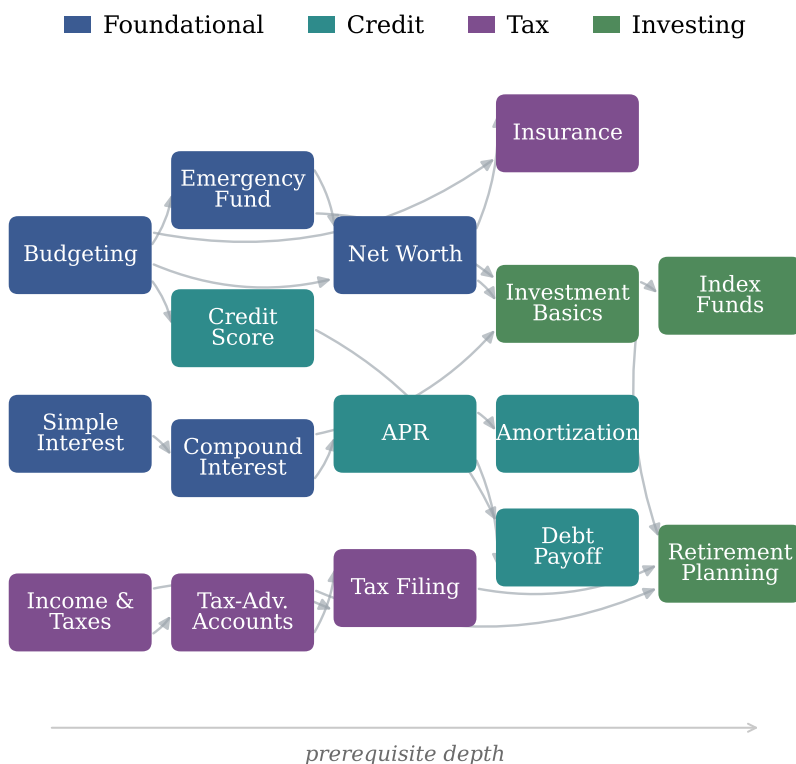 Foundational
Credit
Tax
Investing
Insurance
Emergency
Fund
Budgeting
Net Worth
Investment
Basics
Index
Funds
Credit
Score
Simple
Interest
Compound
Interest
APR
Amortization
Debt
Payoff
Retirement
Planning
Tax Filing
Income &
Taxes
Tax-Adv.
Accounts
prerequisite depth